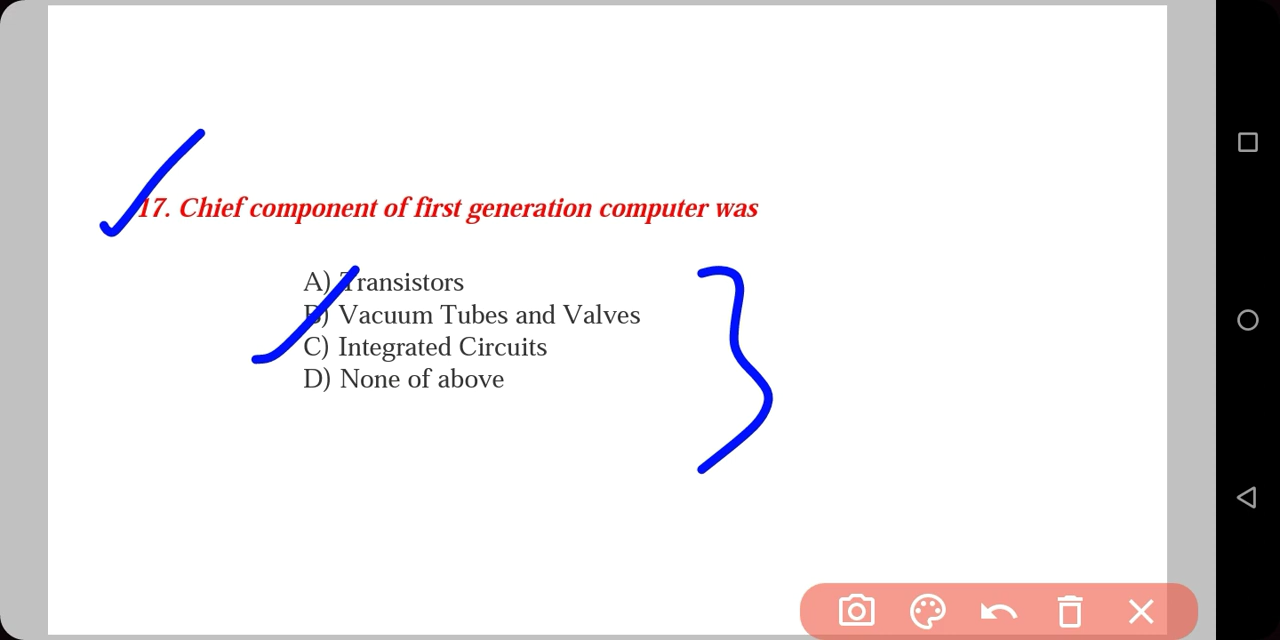 17. Chief component of first generation computer was
A) Transistors
B) Vacuum Tubes and Valves
C) Integrated Circuits
D) None of above